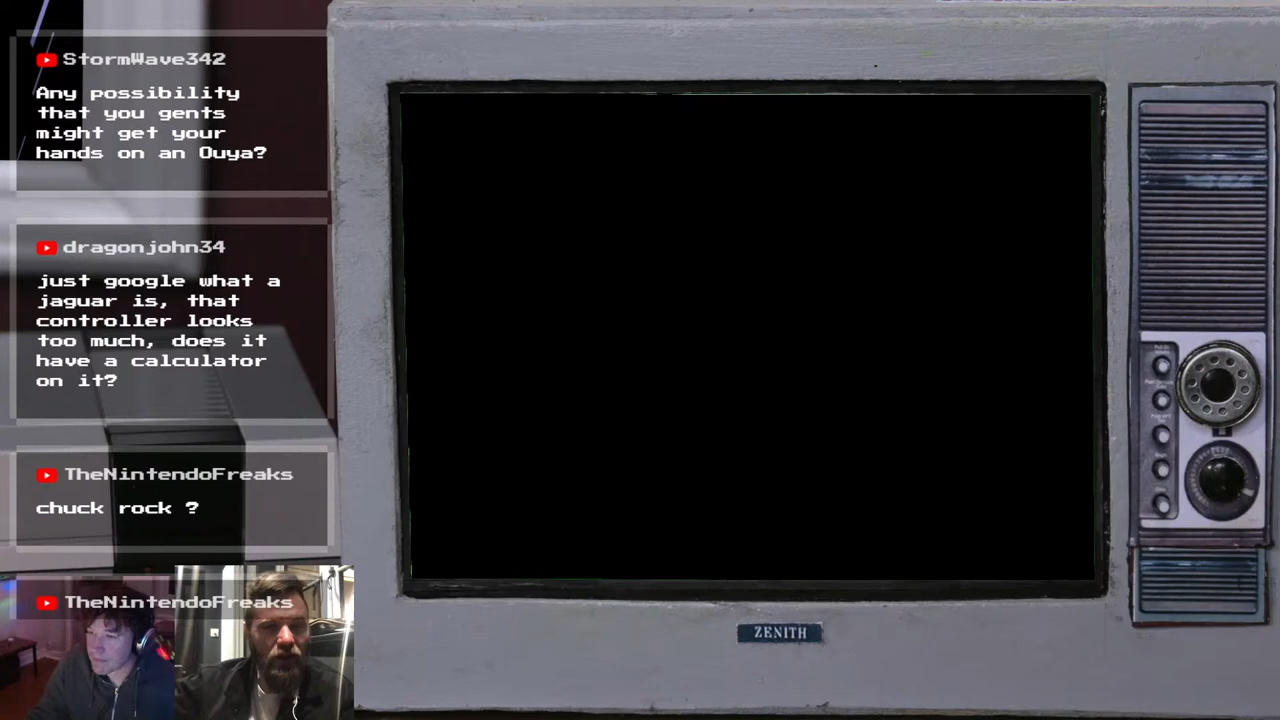 StormWave342
Any possibility
that you gents
might get your
hands on an Ouya?
dragonjohn34
just google what a
jaguar is, that
controller looks
too much, does it
have a calculator
on it?
TheNintendoFreaks
chuck rock ?
TheNintendoFreaks
ZENITH